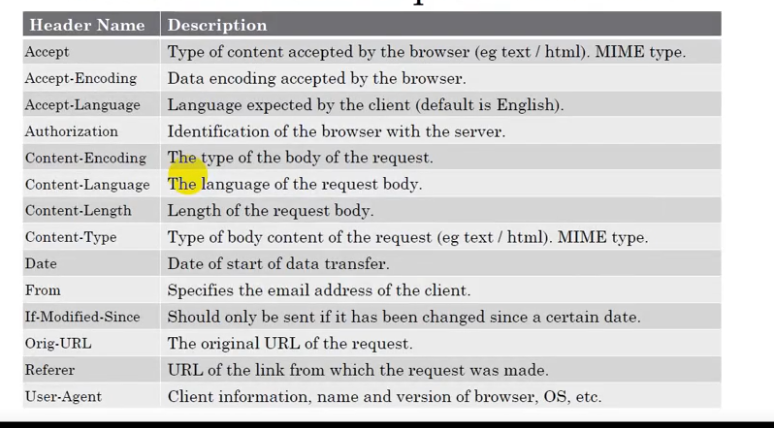 Header Name Description
Accept Type of content accepted by the browser (eg text / html). MIME type.
Accept-Encoding Data encoding accepted by the browser.
Accept-Language Language expected by the client (default is English).
Authorization Identification of the browser with the server.
Content-Encoding The type of the body of the request.
Content-Language The language of the request body.
Content-Length Length of the request body.
Content-Type Type of body content of the request (eg text / html). MIME type.
Date Date of start of data transfer.
From Specifies the email address of the client.
If-Modified-Since Should only be sent if it has been changed since a certain date.
Orig-URL The original URL of the request.
Referer URL of the link from which the request was made.
User-Agent Client information, name and version of browser, OS, etc.